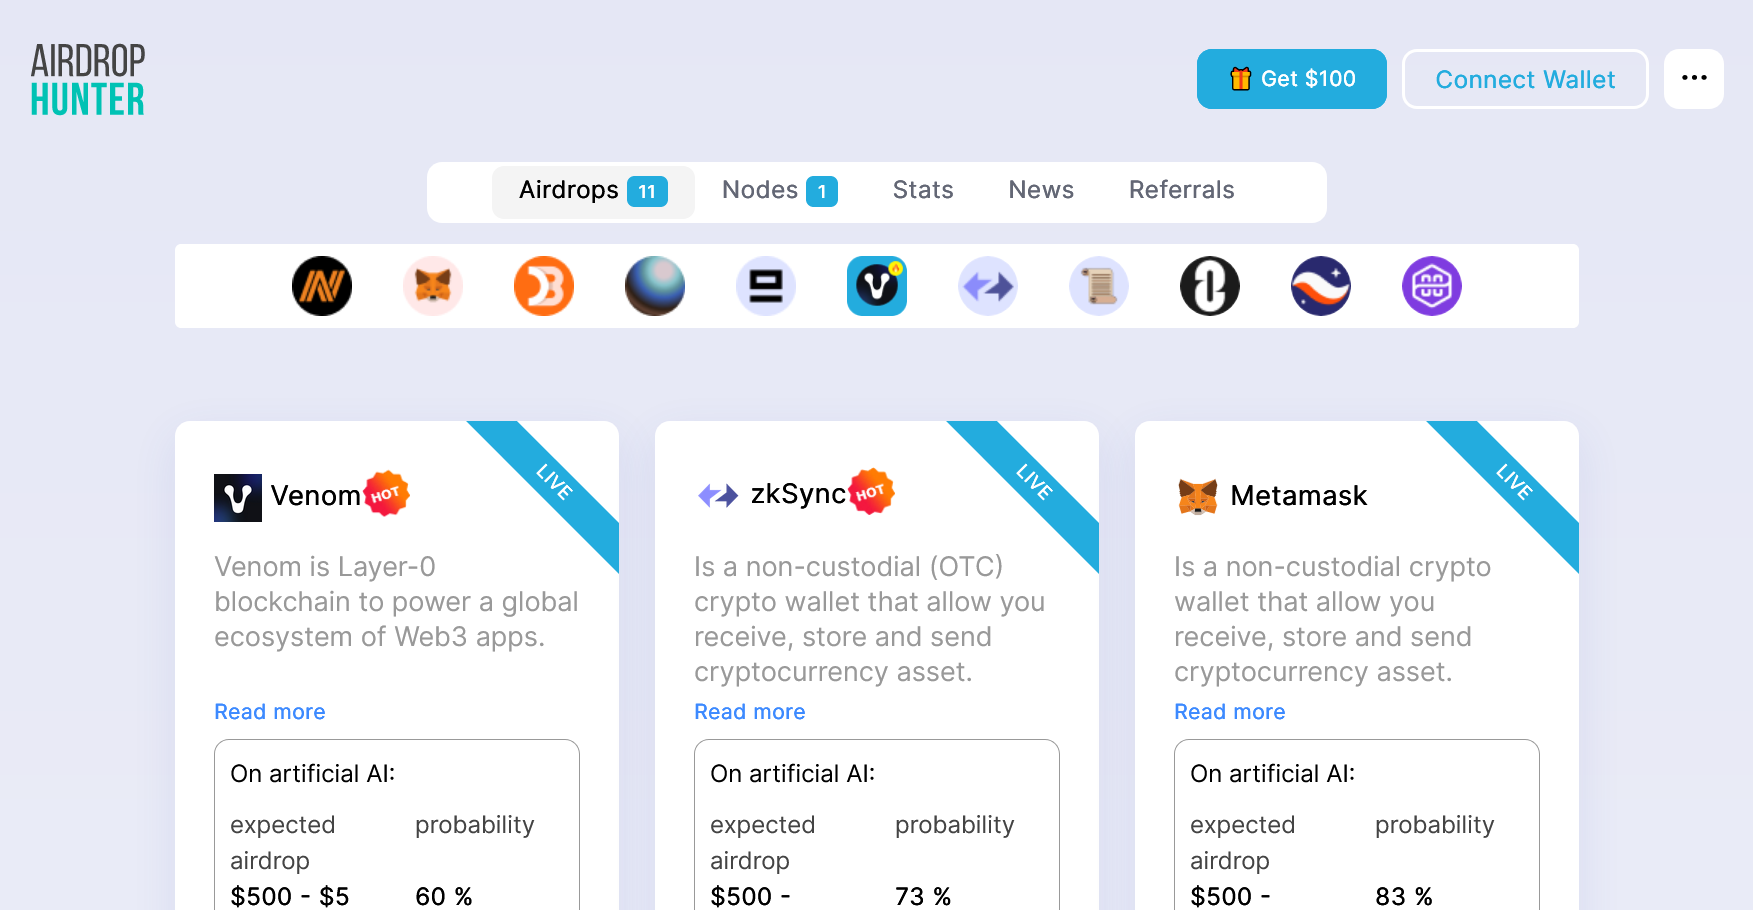 AIRDROP
HUNTER
Get $100
Connect Wallet
Airdrops 11
Nodes 1
Stats
News
Referrals
LIVE
Venom
HOT
Venom is Layer-0
blockchain to power a global
ecosystem of Web3 apps.
Read more
On artificial AI:
expected
airdrop
probability
$500 - $5
60 %
LIVE
zkSync
HOT
Is a non-custodial (OTC)
crypto wallet that allow you
receive, store and send
cryptocurrency asset.
Read more
On artificial AI:
expected
airdrop
probability
$500 -
73 %
LIVE
Metamask
Is a non-custodial crypto
wallet that allow you
receive, store and send
cryptocurrency asset.
Read more
On artificial AI:
expected
airdrop
probability
$500 -
83 %